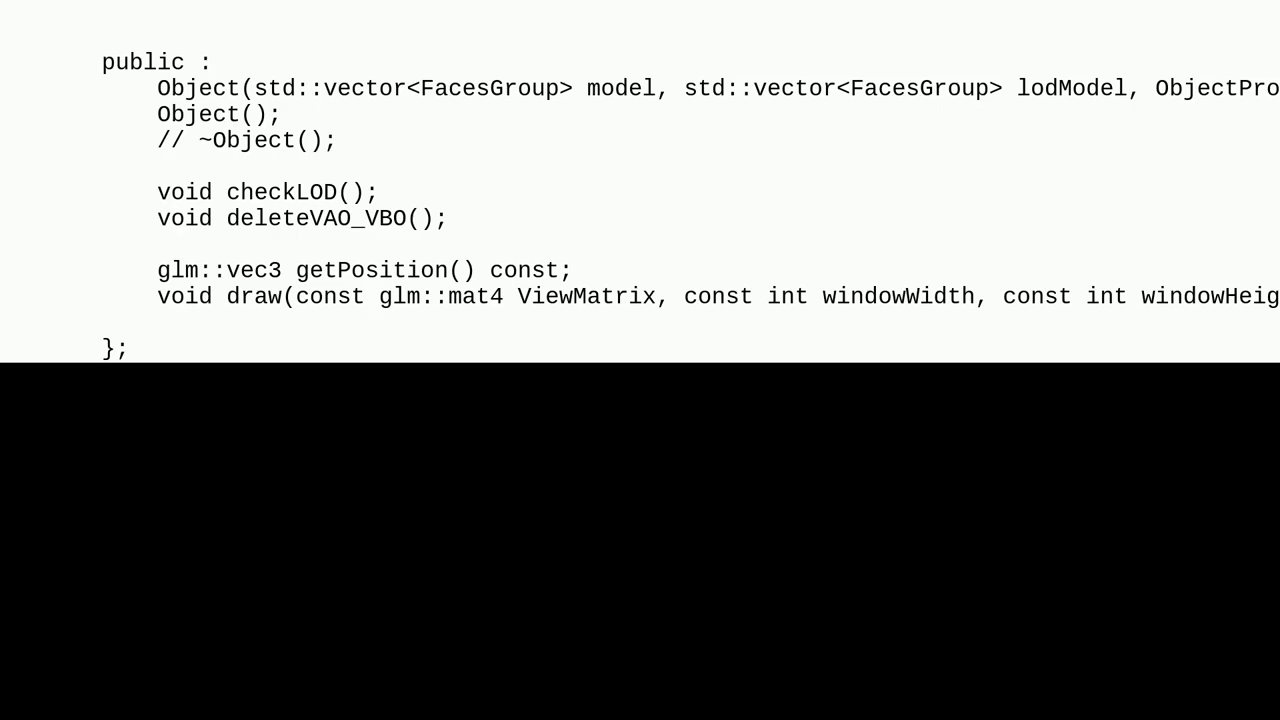 public :
Object(std::vector<FacesGroup> model, std::vector<FacesGroup> lodModel, ObjectPro
Object();
// ~Object();
void checkLOD();
void deleteVAO_VBO();
glm::vec3 getPosition() const;
void draw(const glm::mat4 ViewMatrix, const int windowWidth, const int windowHeig
};